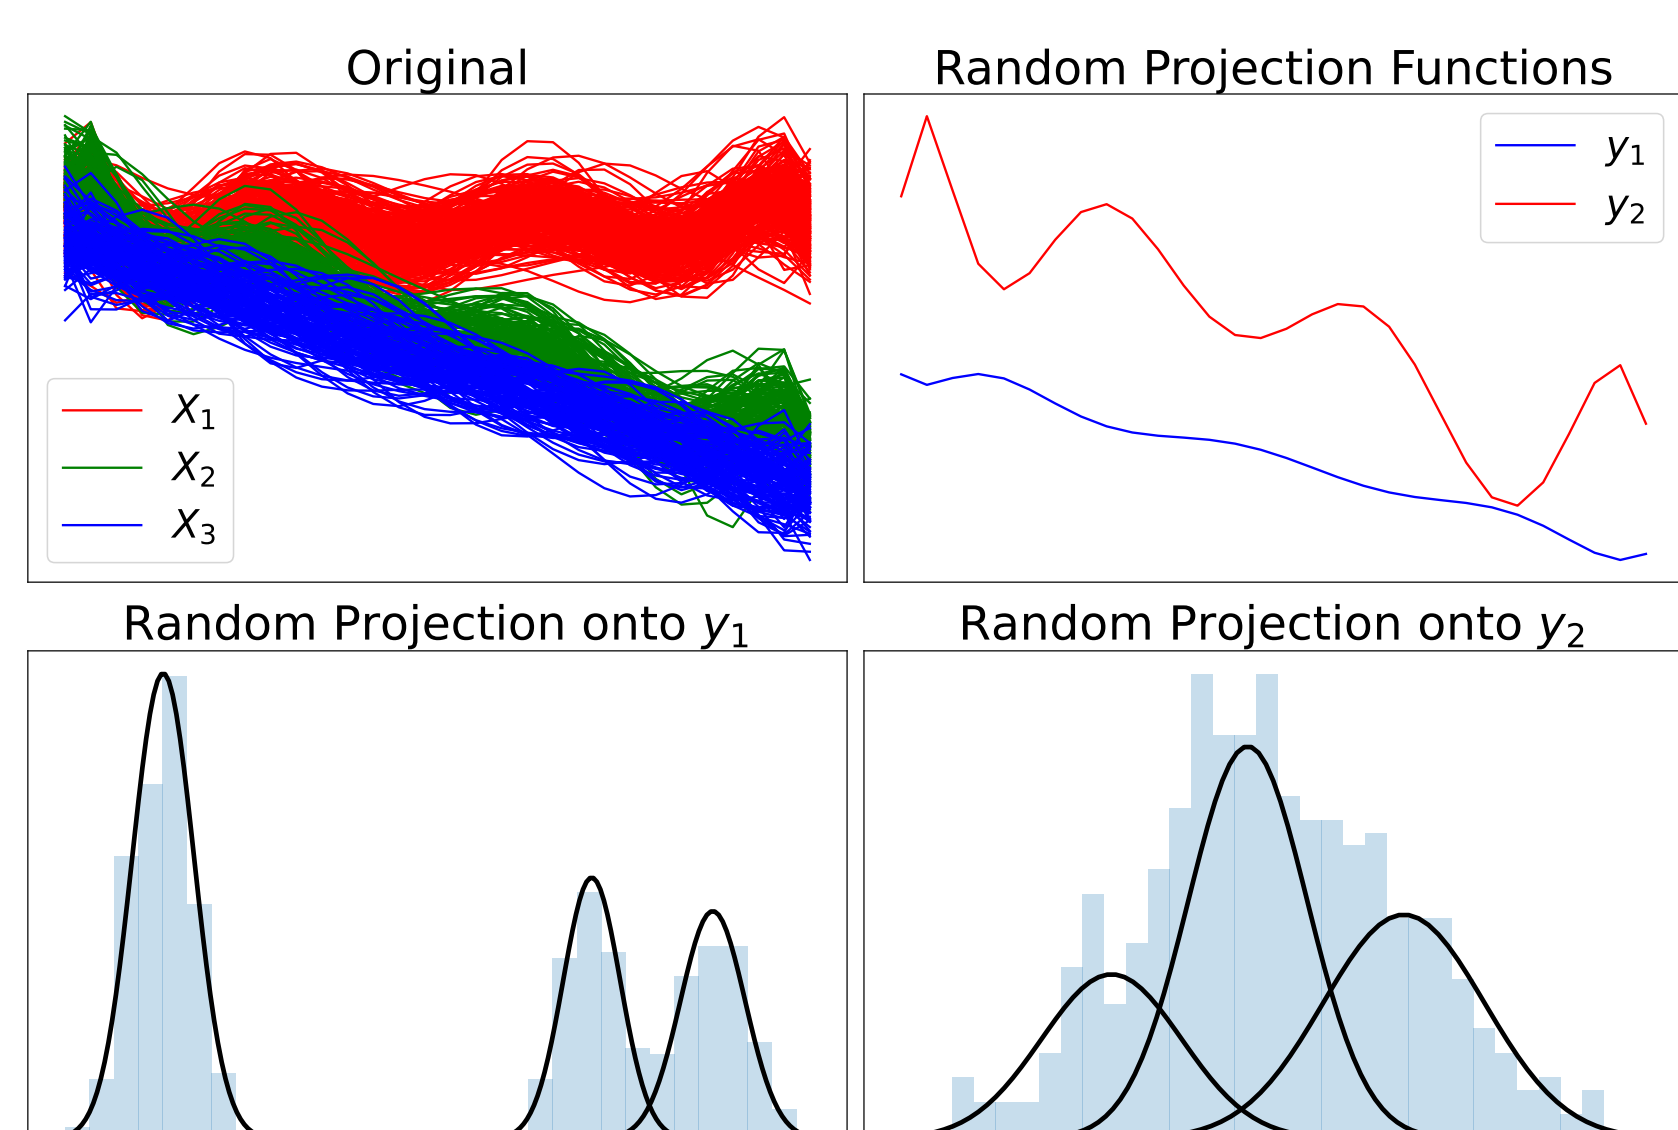 Original
X₁
X₂
X₃
Random Projection Functions
y₁
y₂
Random Projection onto y₁
Random Projection onto y₂